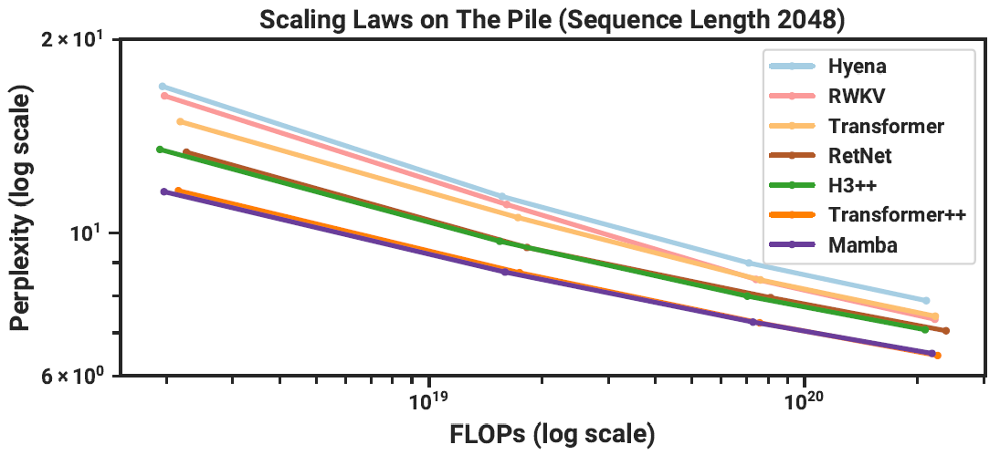 Scaling Laws on The Pile (Sequence Length 2048)
2 × 10¹
Hyena
RWKV
Transformer
RetNet
H3++
Transformer++
Mamba
Perplexity (log scale)
10¹
6 × 10⁰
10¹⁹
10²⁰
FLOPs (log scale)